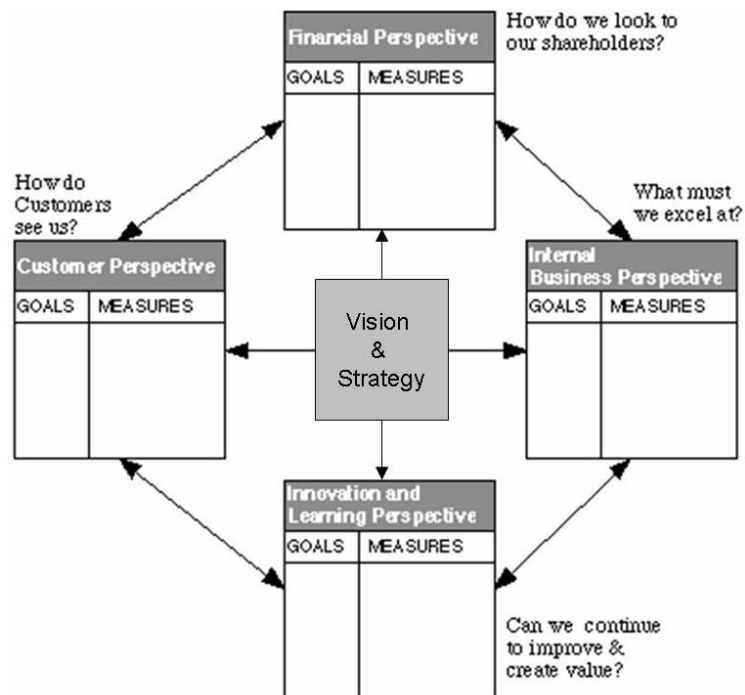 Financial Perspective
GOALS MEASURES
How do we look to
our shareholders?
How do
Customers
see us?
What must
we excel at?
Customer Perspective
GOALS MEASURES
Vision
&
Strategy
Internal
Business Perspective
GOALS MEASURES
Innovation and
Learning Perspective
GOALS MEASURES
Can we continue
to improve &
create value?